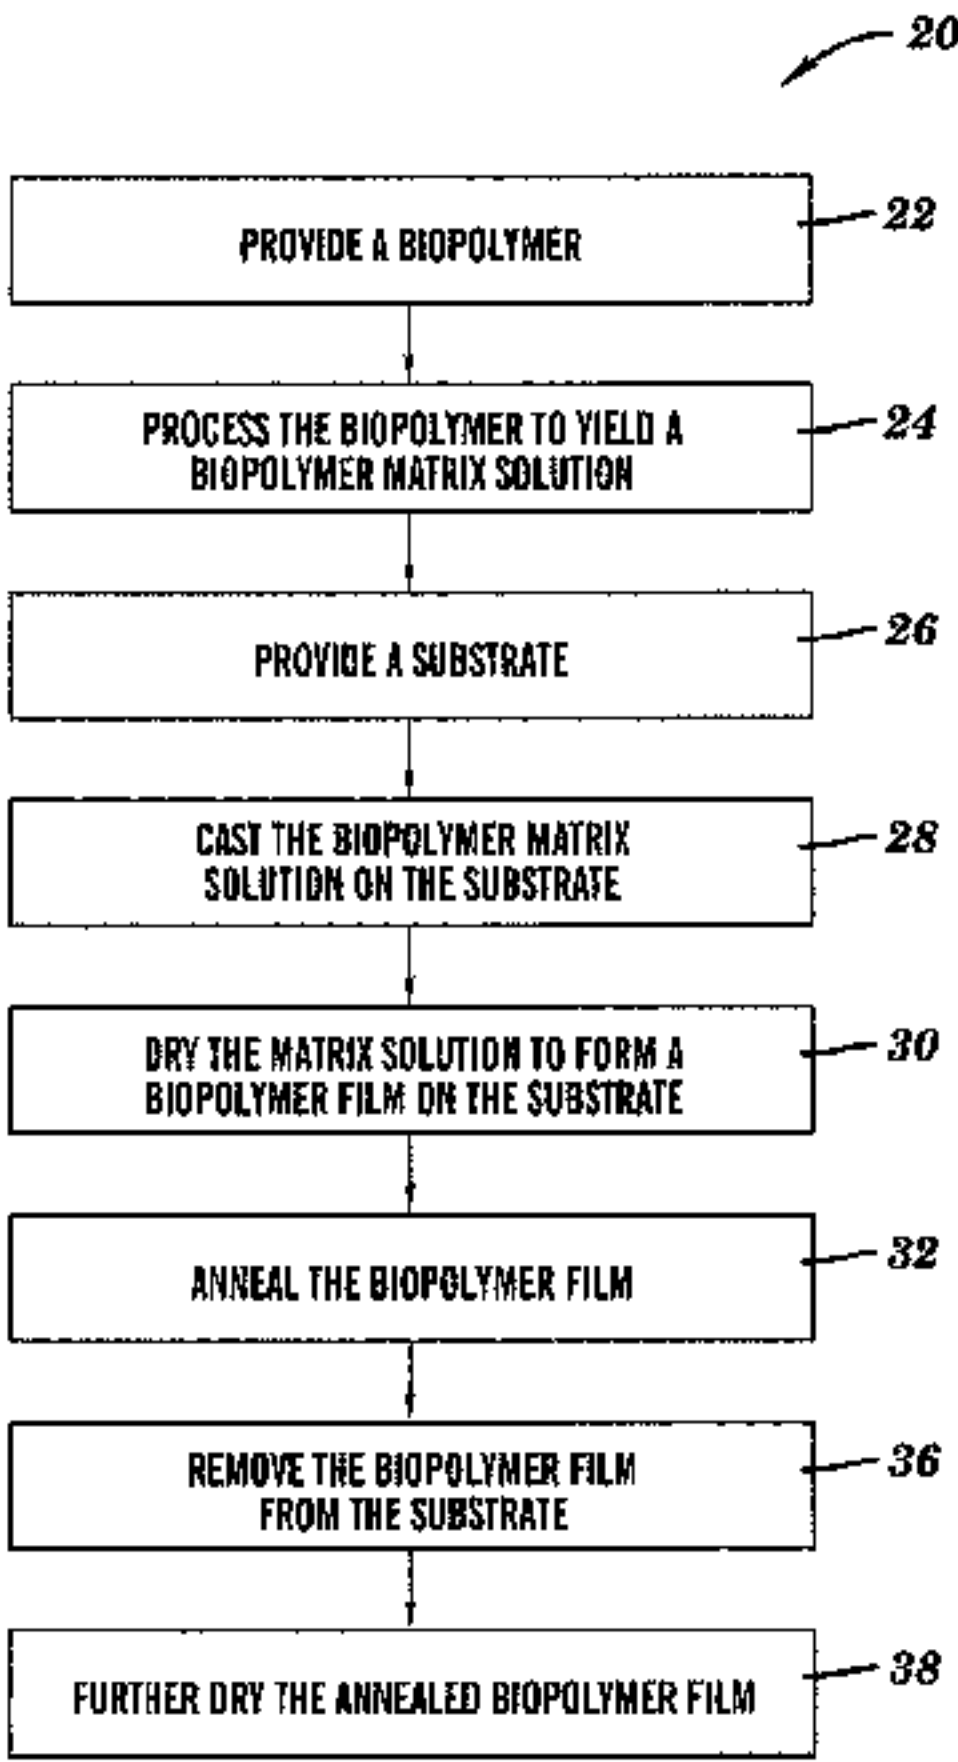 20
PROVIDE A BIOPOLYMER
22
PROCESS THE BIOPOLYMER TO YIELD A
BIOPOLYMER MATRIX SOLUTION
24
PROVIDE A SUBSTRATE
26
CAST THE BIOPOLYMER MATRIX
SOLUTION ON THE SUBSTRATE
28
DRY THE MATRIX SOLUTION TO FORM A
BIOPOLYMER FILM ON THE SUBSTRATE
30
ANNEAL THE BIOPOLYMER FILM
32
REMOVE THE BIOPOLYMER FILM
FROM THE SUBSTRATE
36
FURTHER DRY THE ANNEALED BIOPOLYMER FILM
38